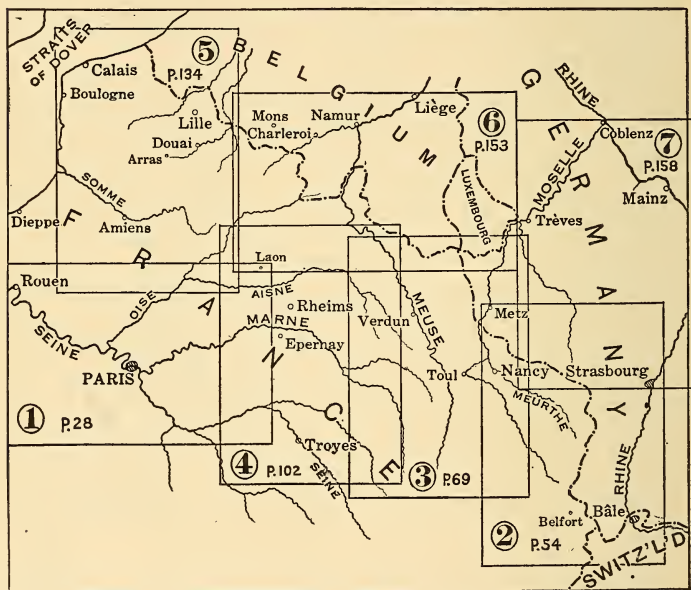 STRAITS
OF DOVER
Calais
Boulogne
5
P.134
BELGIUM
Lille
Douai
Arras
Mons
Charleroi
Namur
Liège
6
P.153
GERMANY
RHINE
Coblenz
7
P.158
Mainz
MOSELLE
Trèves
LUXEMBOURG
SOMME
Amiens
Dieppe
FRANCE
Rouen
OISE
SEINE
PARIS
1
P.28
Laon
AISNE
Rheims
MARNE
Epernay
Verdun
MEUSE
Metz
Toul
Nancy
Strasbourg
MEURTHE
Troyes
SEINE
4
P.102
3
P.69
RHINE
Belfort
Bâle
2
P.54
SWITZ'L'D